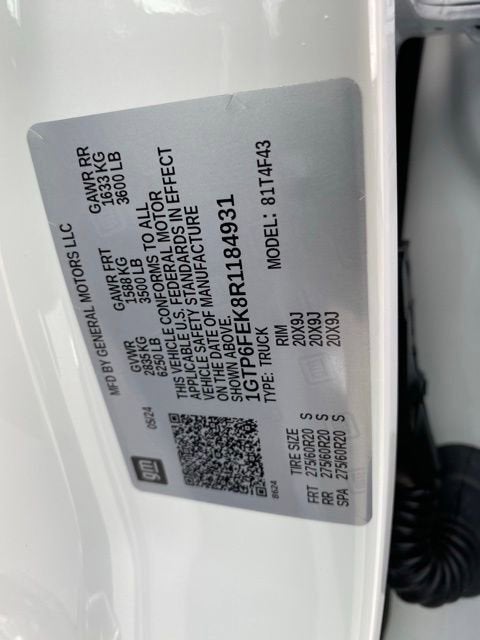 MFD BY GENERAL MOTORS LLC
gm
05/24
GVWR GAWR FRT GAWR RR
2835 KG 1588 KG 1633 KG
6250 LB 3500 LB 3600 LB
THIS VEHICLE CONFORMS TO ALL
APPLICABLE U.S. FEDERAL MOTOR
VEHICLE SAFETY STANDARDS IN EFFECT
ON THE DATE OF MANUFACTURE
SHOWN ABOVE.
1GTP6FEK8R1184931
TYPE: TRUCK MODEL: 81T4F43
8624
TIRE SIZE RIM
FRT 275/60R20 S 20X9J
RR 275/60R20 S 20X9J
SPA 275/60R20 S 20X9J